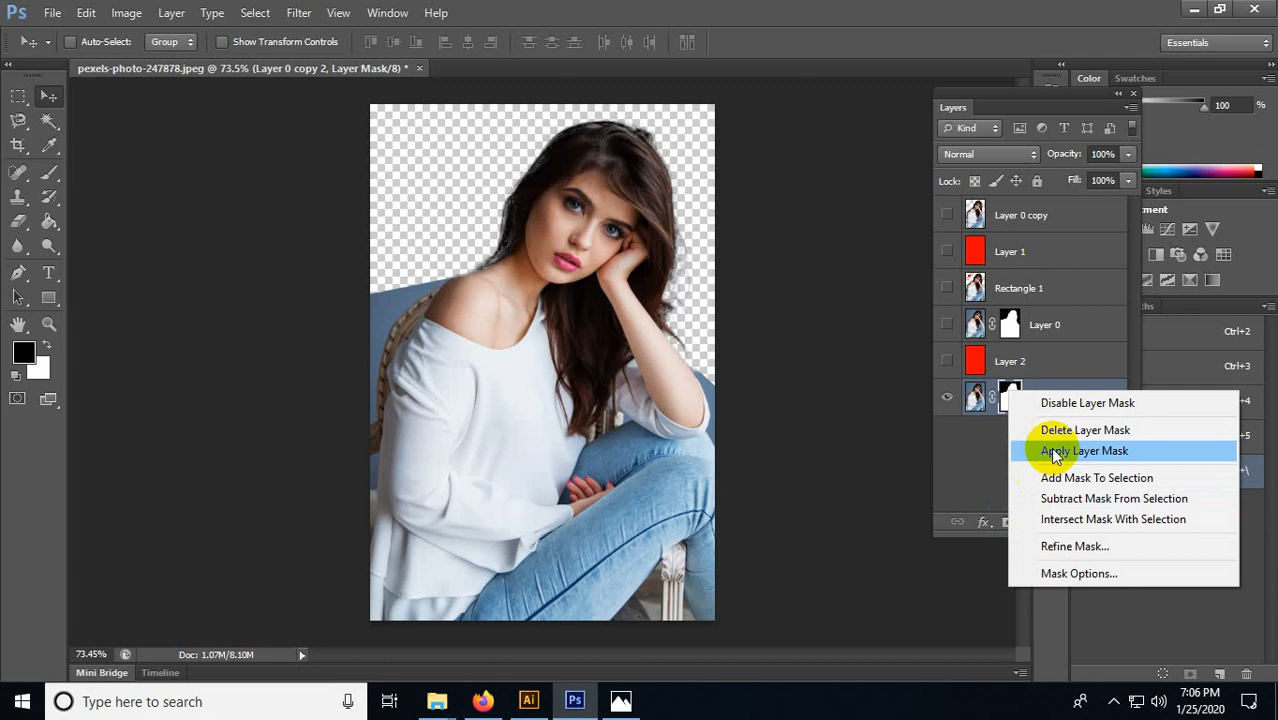 Ps File Edit Image Layer Type Select Filter View Window Help
Auto-Select: Group Show Transform Controls Essentials
pexels-photo-247878.jpeg @ 73.5% (Layer 0 copy 2, Layer Mask/8) * ×
Color Swatches
Layers
100 %
Kind
Normal Opacity: 100%
Lock: Fill: 100%
Styles
Layer 0 copy
Layer 1
Rectangle 1
Layer 0
Layer 2
Ctrl+2
Ctrl+3
Disable Layer Mask
Delete Layer Mask
Apply Layer Mask
Add Mask To Selection
Subtract Mask From Selection
Intersect Mask With Selection
Refine Mask...
Mask Options...
fx
73.45% Doc: 1.07M/8.10M
Mini Bridge Timeline
Type here to search
Ai Ps
7:06 PM
1/25/2020